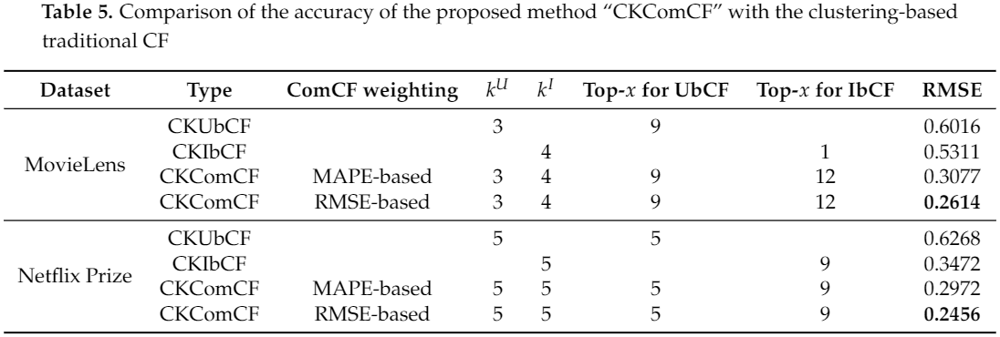 Table 5. Comparison of the accuracy of the proposed method “CKComCF” with the clustering-based
traditional CF
Dataset Type ComCF weighting k^U k^I Top-x for UbCF Top-x for IbCF RMSE
MovieLens
CKUbCF 3 9 0.6016
CKIbCF 4 1 0.5311
CKComCF MAPE-based 3 4 9 12 0.3077
CKComCF RMSE-based 3 4 9 12 0.2614
Netflix Prize
CKUbCF 5 5 0.6268
CKIbCF 5 9 0.3472
CKComCF MAPE-based 5 5 5 9 0.2972
CKComCF RMSE-based 5 5 5 9 0.2456